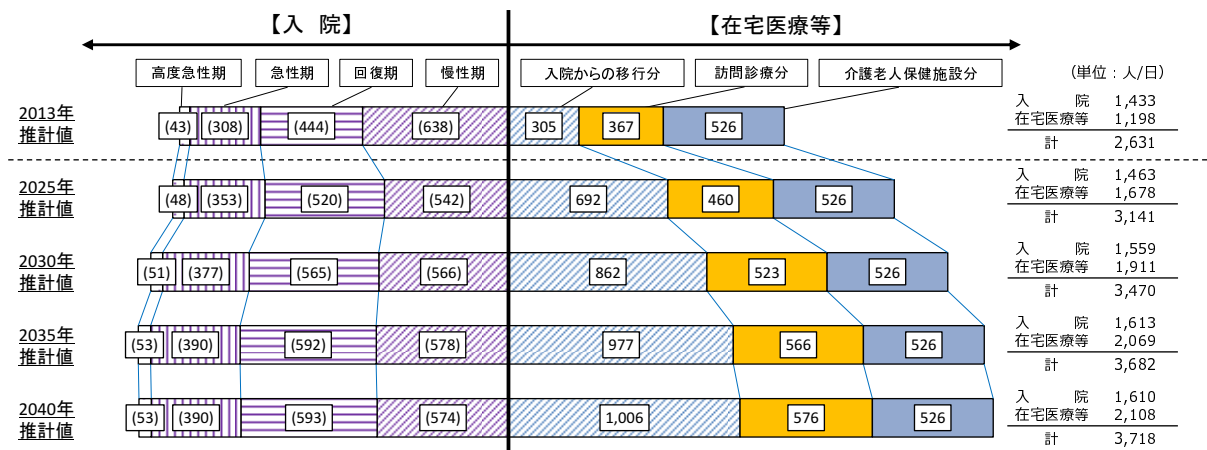 【入　院】
【在宅医療等】
高度急性期
急性期
回復期
慢性期
入院からの移行分
訪問診療分
介護老人保健施設分
（単位：人/日）
2013年
推計値
(43)
(308)
(444)
(638)
305
367
526
入　　院　1,433
在宅医療等　1,198
計　2,631
2025年
推計値
(48)
(353)
(520)
(542)
692
460
526
入　　院　1,463
在宅医療等　1,678
計　3,141
2030年
推計値
(51)
(377)
(565)
(566)
862
523
526
入　　院　1,559
在宅医療等　1,911
計　3,470
2035年
推計値
(53)
(390)
(592)
(578)
977
566
526
入　　院　1,613
在宅医療等　2,069
計　3,682
2040年
推計値
(53)
(390)
(593)
(574)
1,006
576
526
入　　院　1,610
在宅医療等　2,108
計　3,718